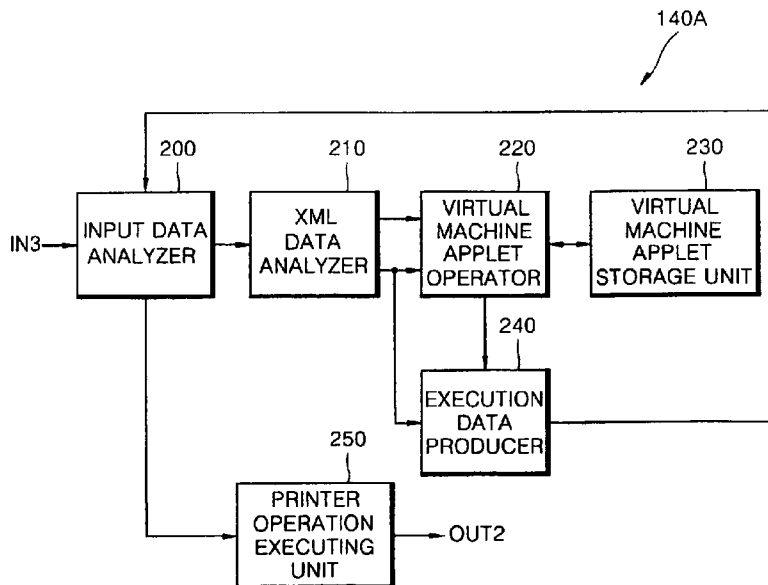 140A
200
210
220
230
IN3
INPUT DATA
ANALYZER
XML
DATA
ANALYZER
VIRTUAL
MACHINE
APPLET
OPERATOR
VIRTUAL
MACHINE
APPLET
STORAGE UNIT
240
EXECUTION
DATA
PRODUCER
250
PRINTER
OPERATION
EXECUTING
UNIT
OUT2